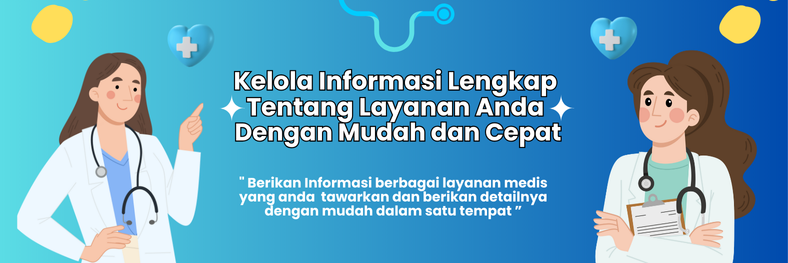 Kelola Informasi Lengkap
Tentang Layanan Anda
Dengan Mudah dan Cepat
" Berikan Informasi berbagai layanan medis
yang anda tawarkan dan berikan detailnya
dengan mudah dalam satu tempat ”